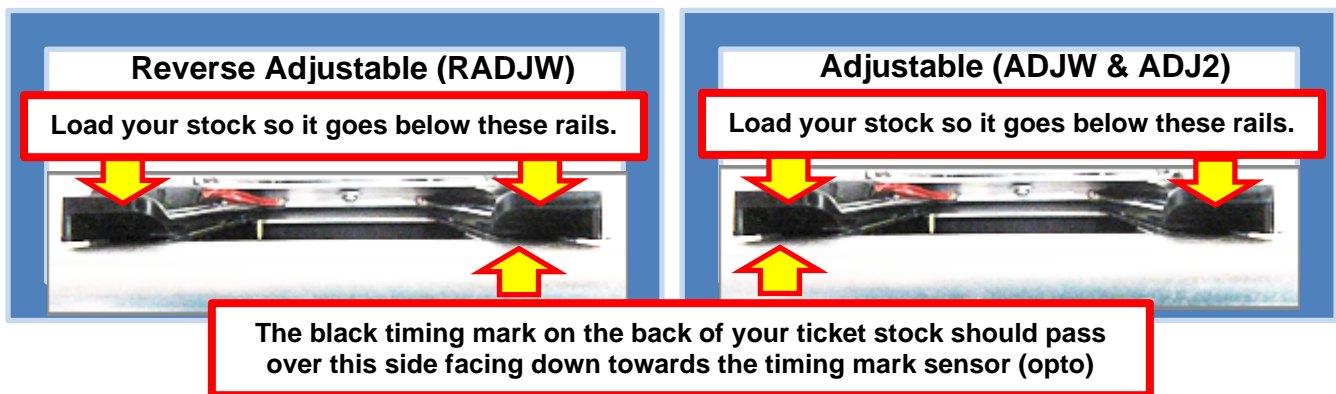 Reverse Adjustable (RADJW)
Load your stock so it goes below these rails.
Adjustable (ADJW & ADJ2)
Load your stock so it goes below these rails.
The black timing mark on the back of your ticket stock should pass
over this side facing down towards the timing mark sensor (opto)